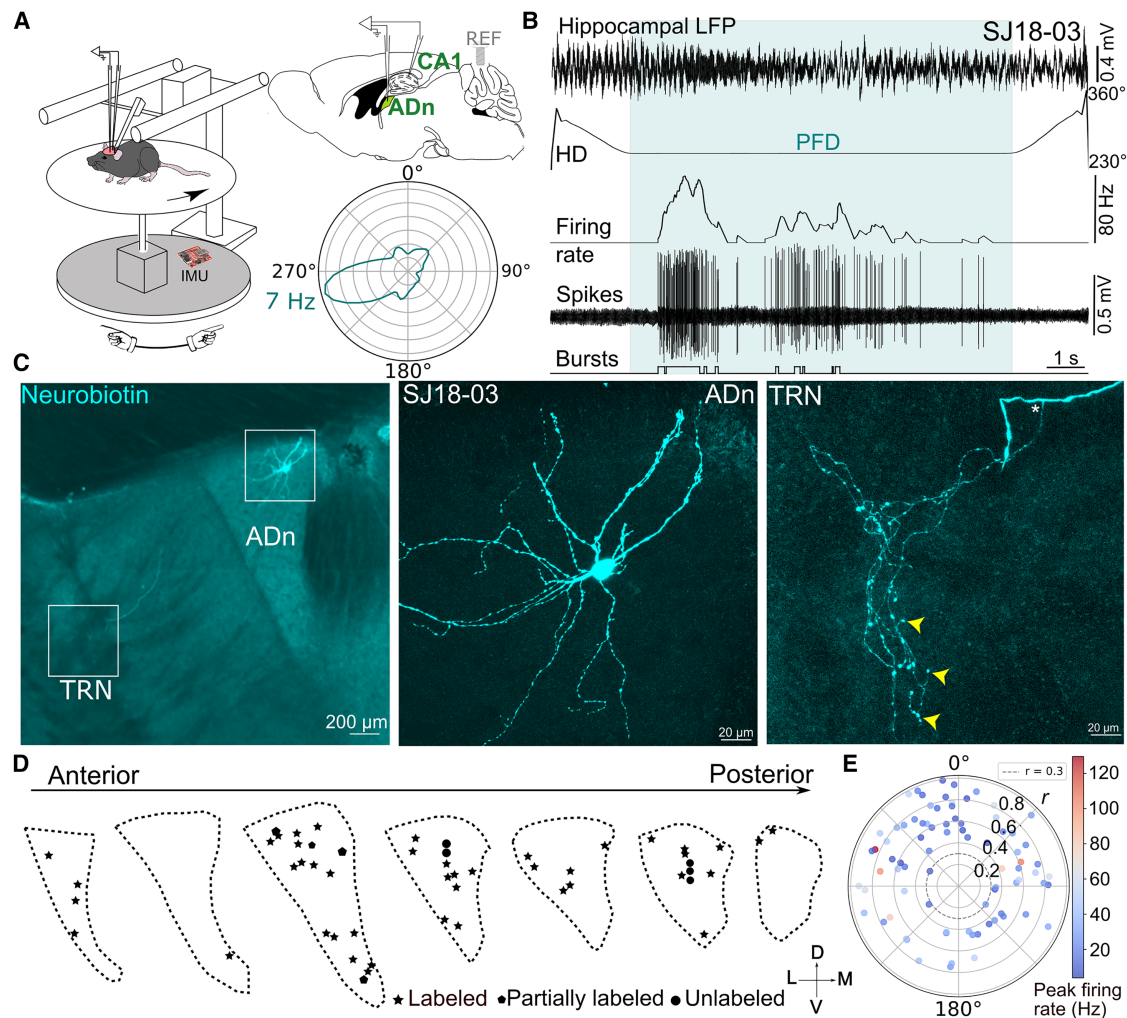 A
CA1
REF
ADn
IMU
0°
270°
90°
7 Hz
180°
B
Hippocampal LFP
SJ18-03
0.4 mV
360°
HD
PFD
230°
Firing
rate
80 Hz
Spikes
0.5 mV
Bursts
1 s
C
Neurobiotin
ADn
TRN
200 µm
SJ18-03
ADn
20 µm
TRN
*
20 µm
D
Anterior
Posterior
D
L
M
V
Labeled
Partially labeled
Unlabeled
E
0°
r = 0.3
r
0.8
0.6
0.4
0.2
180°
120
100
80
60
40
20
Peak firing
rate (Hz)